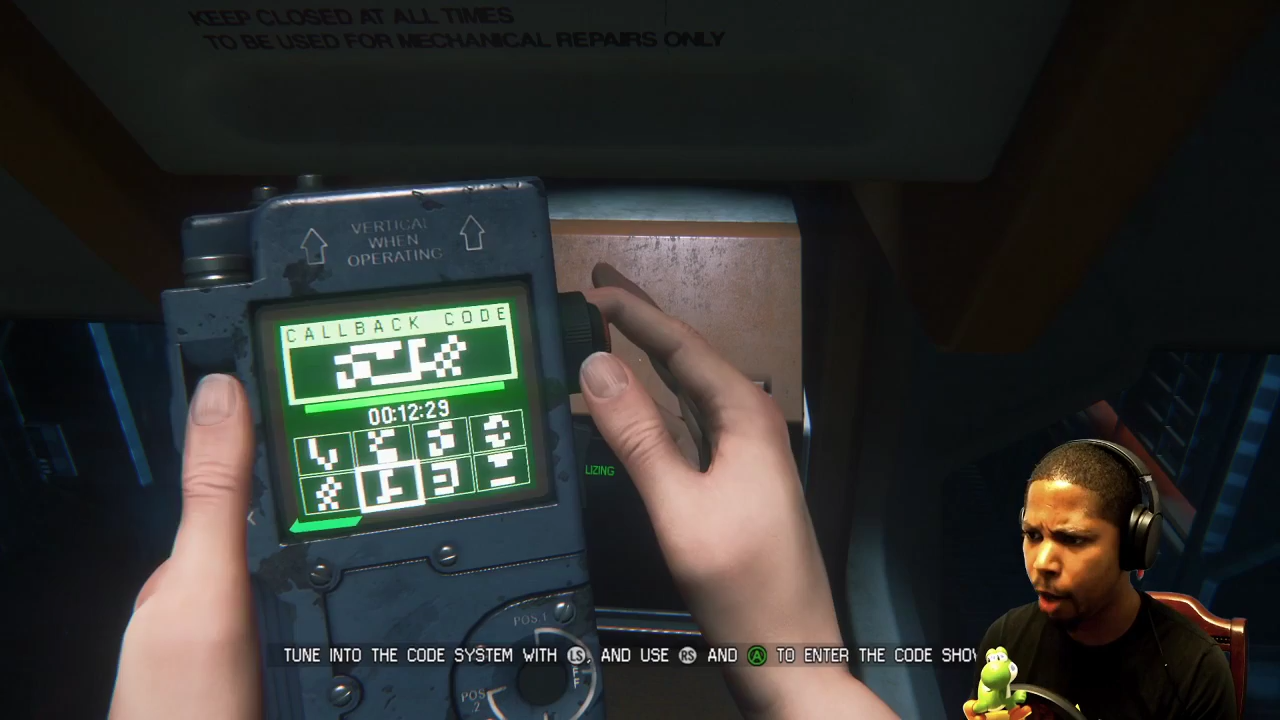 KEEP CLOSED AT ALL TIMES
TO BE USED FOR MECHANICAL REPAIRS ONLY
VERTICAL
WHEN
OPERATING
CALLBACK CODE
00:12:29
LIZING
POS.1
POS.
2
TUNE INTO THE CODE SYSTEM WITH LS, AND USE RS AND A TO ENTER THE CODE SHOW